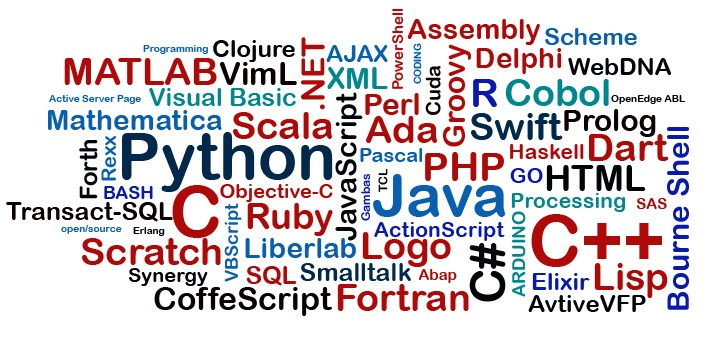 Programming
Clojure
.NET
AJAX
PowerShell
Assembly
Scheme
MATLAB
VimL
XML
CODING
Delphi
WebDNA
Active Server Page
Visual Basic
Perl
Cuda
Groovy
R
Cobol
OpenEdge ABL
Mathematica
Scala
JavaScript
Ada
Swift
Prolog
Forth
Rexx
Python
Pascal
TCL
PHP
Haskell
Dart
BASH
C
Objective-C
Gambas
Java
GO
HTML
Bourne Shell
Transact-SQL
Ruby
Processing
SAS
open/source
Erlang
VBScript
ActionScript
ARDUINO
C++
Scratch
Liberlab
Logo
C#
Synergy
SQL
Smalltalk
Abap
Elixir
Lisp
CoffeScript
Fortran
AvtiveVFP